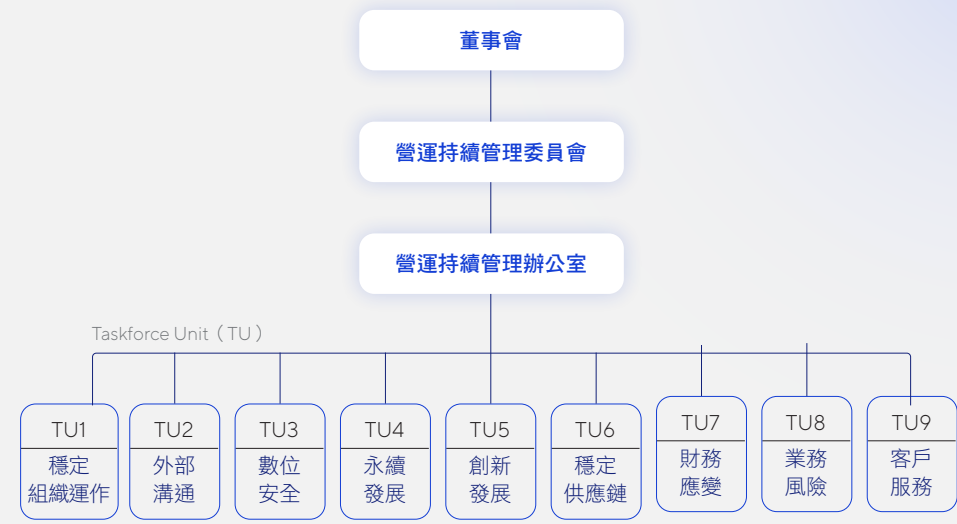 董事會
營運持續管理委員會
營運持續管理辦公室
Taskforce Unit（TU）
TU1
穩定
組織運作
TU2
外部
溝通
TU3
數位
安全
TU4
永續
發展
TU5
創新
發展
TU6
穩定
供應鏈
TU7
財務
應變
TU8
業務
風險
TU9
客戶
服務